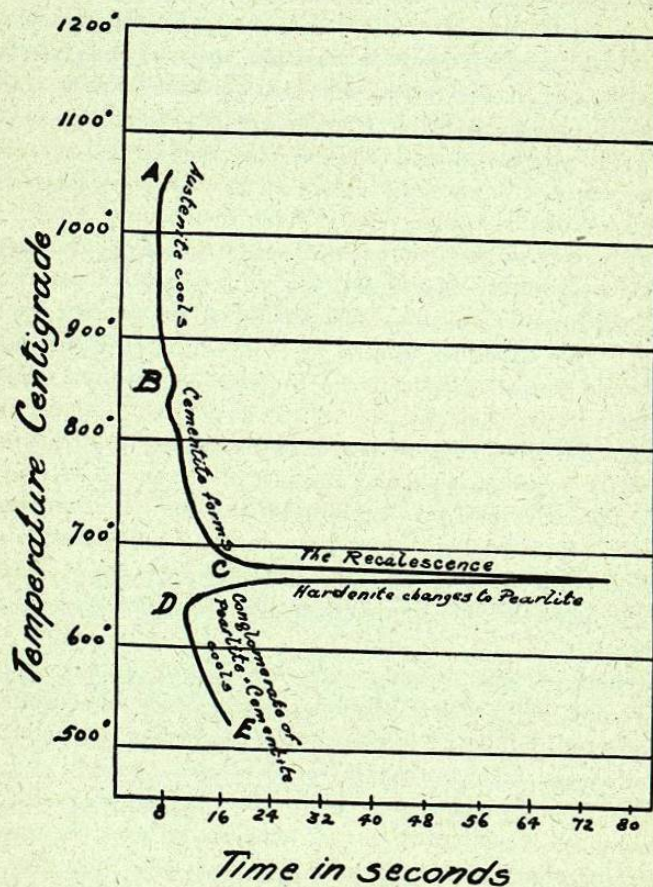 1200°
1100°
A
Austenite cools
1000°
900°
B
Cementite forms
800°
700°
C
The Recalescence
Hardenite changes to Pearlite
D
600°
Conglomerate of
Pearlite + Cementite
cools
E
500°
Temperature Centigrade
8 16 24 32 40 48 56 64 72 80
Time in seconds